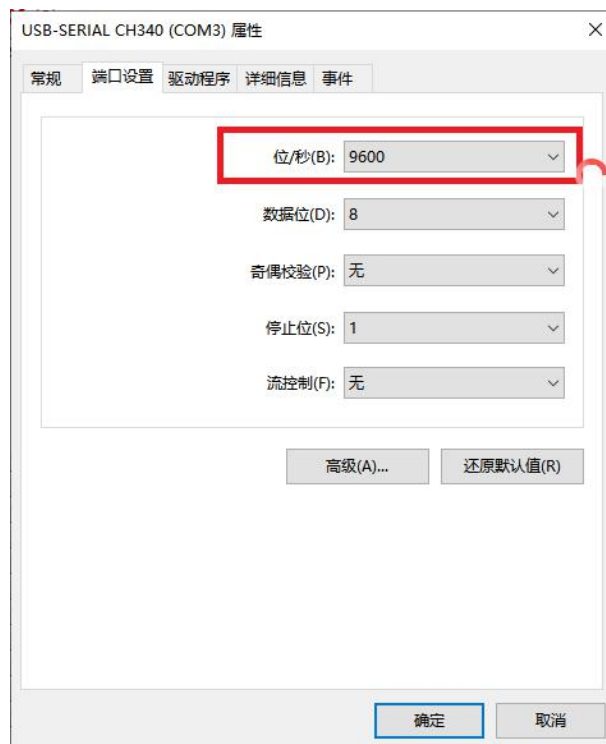 USB-SERIAL CH340 (COM3) 属性
常规 端口设置 驱动程序 详细信息 事件
位/秒(B): 9600
数据位(D): 8
奇偶校验(P): 无
停止位(S): 1
流控制(F): 无
高级(A)... 还原默认值(R)
确定 取消